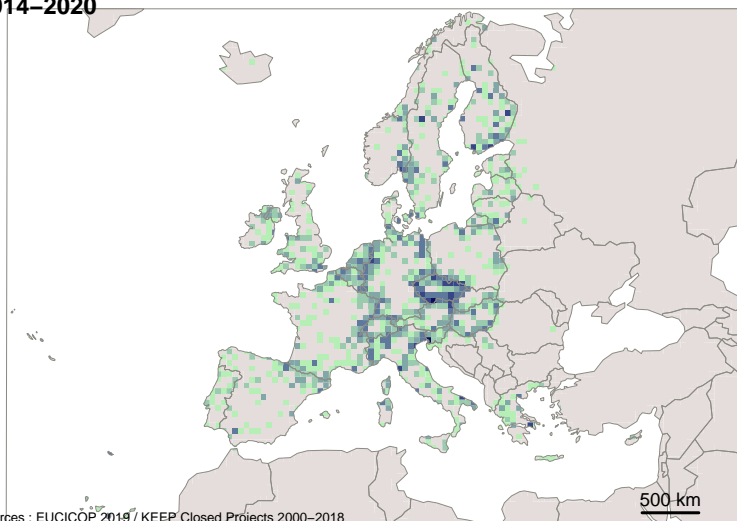 014–2020
500 km
rces : EUCICOP 2019 / KEEP Closed Projects 2000–2018